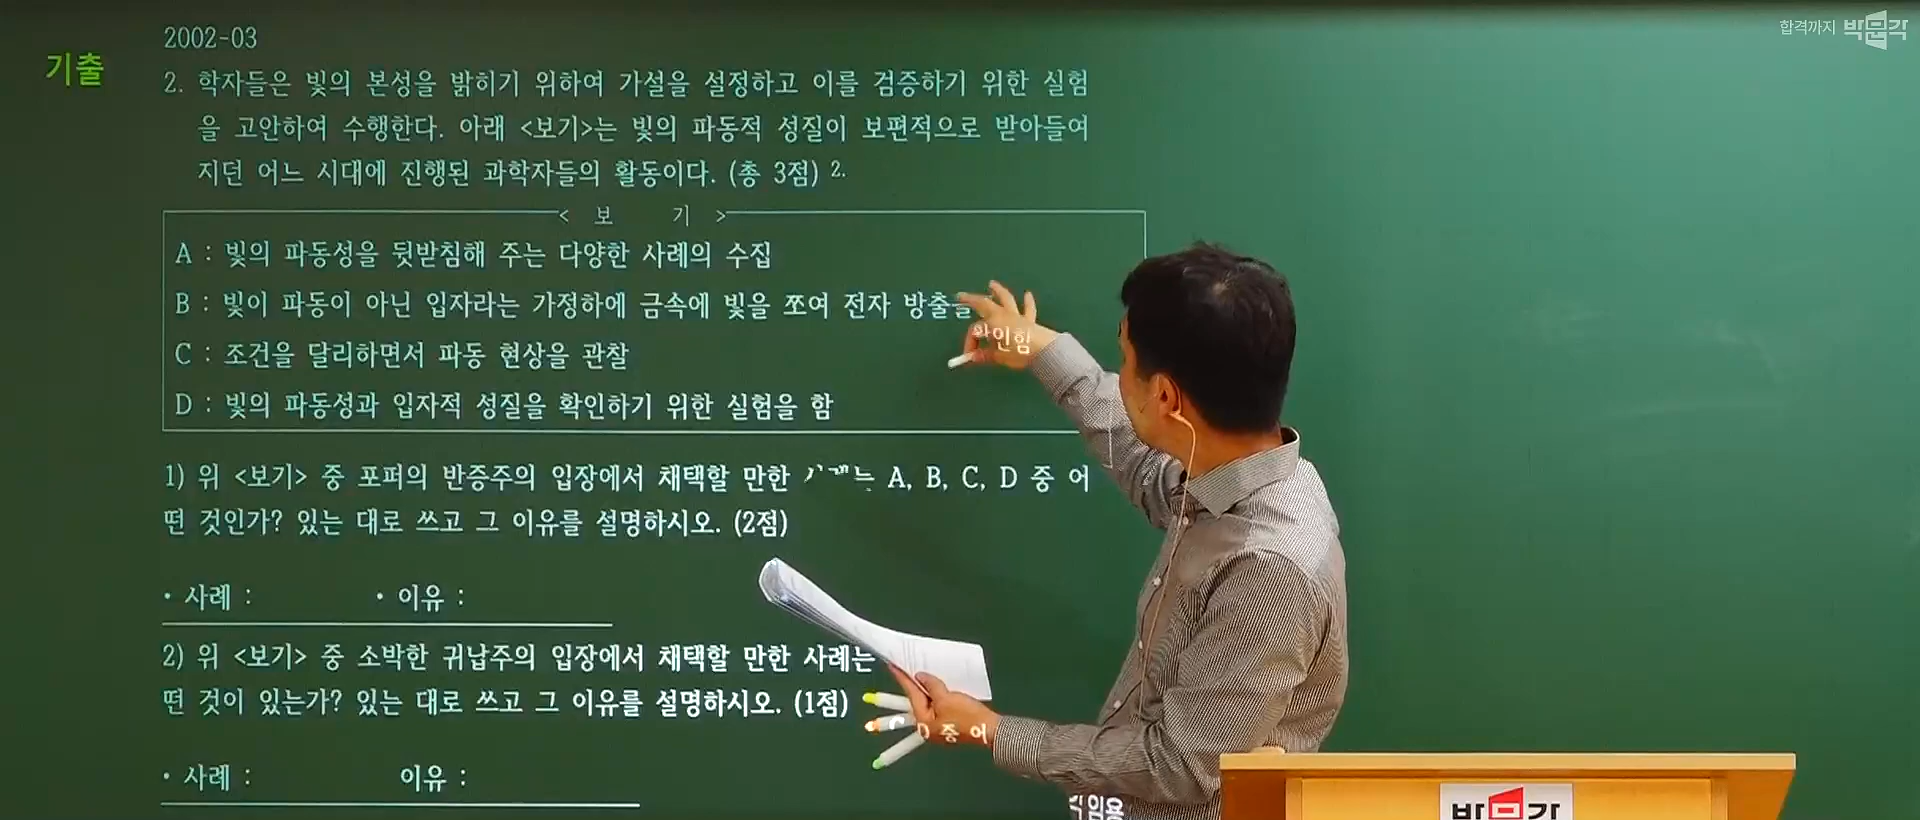 합격까지 박문각
기출
2002-03
2. 학자들은 빛의 본성을 밝히기 위하여 가설을 설정하고 이를 검증하기 위한 실험
을 고안하여 수행한다. 아래 <보기>는 빛의 파동적 성질이 보편적으로 받아들여
지던 어느 시대에 진행된 과학자들의 활동이다. (총 3점) 2.
< 보 기 >
A : 빛의 파동성을 뒷받침해 주는 다양한 사례의 수집
B : 빛이 파동이 아닌 입자라는 가정하에 금속에 빛을 쪼여 전자 방출을
확인힘
C : 조건을 달리하면서 파동 현상을 관찰
D : 빛의 파동성과 입자적 성질을 확인하기 위한 실험을 함
1) 위 <보기> 중 포퍼의 반증주의 입장에서 채택할 만한 는 A, B, C, D 중 어
떤 것인가? 있는 대로 쓰고 그 이유를 설명하시오. (2점)
• 사례 : • 이유 :
2) 위 <보기> 중 소박한 귀납주의 입장에서 채택할 만한 사례는
D 중 어
떤 것이 있는가? 있는 대로 쓰고 그 이유를 설명하시오. (1점)
• 사례 : 이유 :
임용
박문각